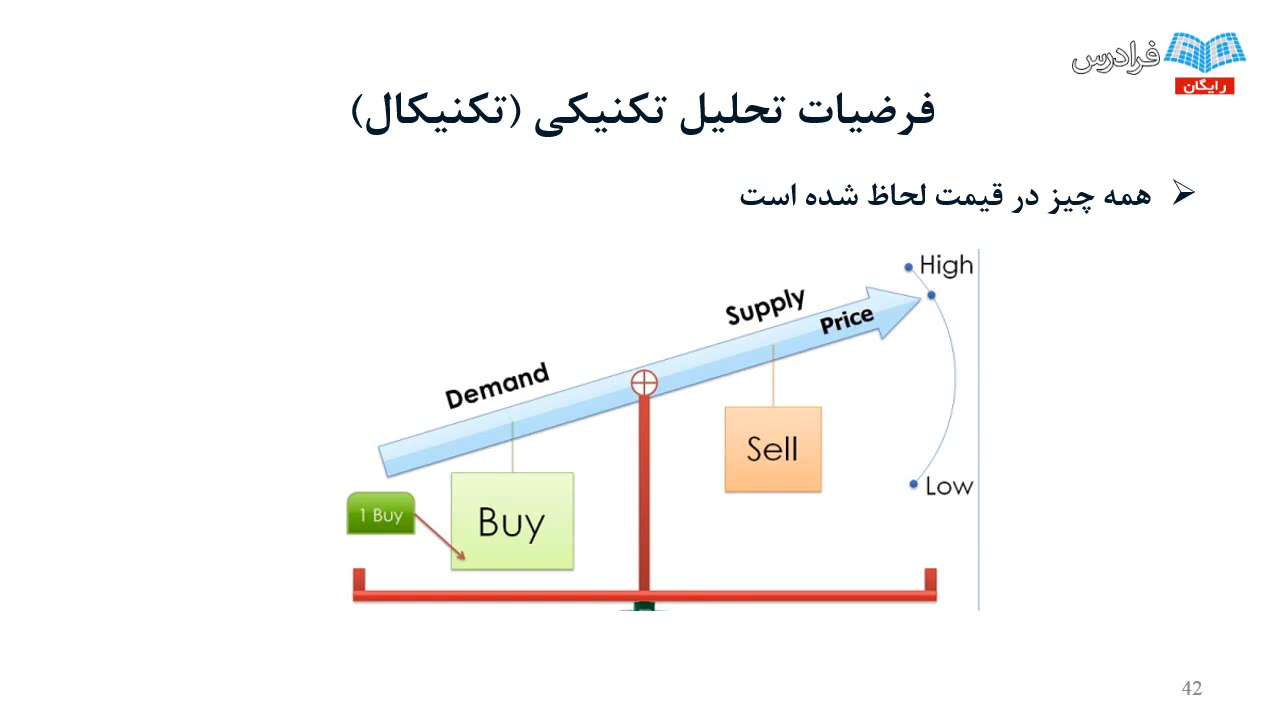 فرادرس
رایگان
فرضیات تحلیل تکنیکی (تکنیکال)
همه چیز در قیمت لحاظ شده است
High
Supply
Price
Demand
Sell
Low
1 Buy
Buy
42